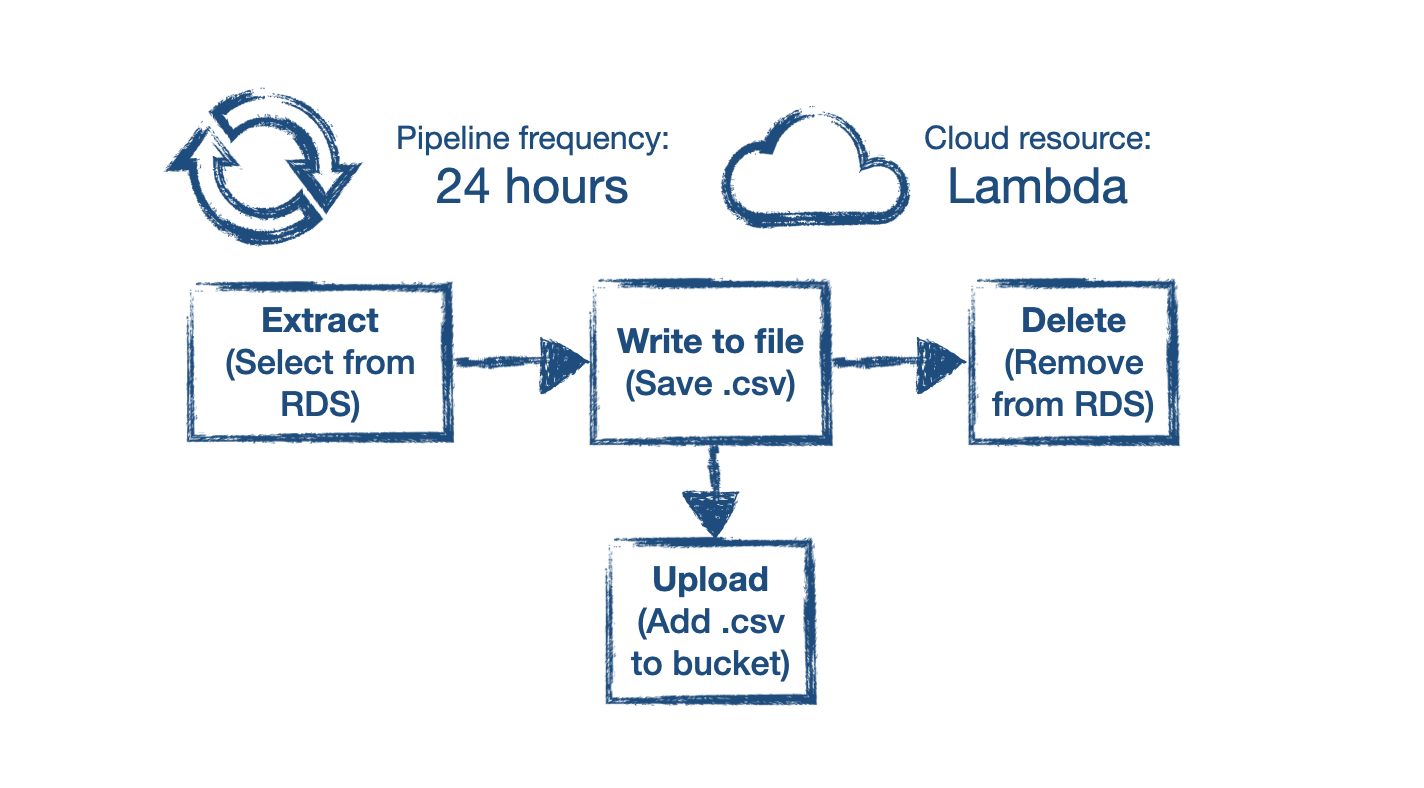 Pipeline frequency:
24 hours
Cloud resource:
Lambda
Extract
(Select from
RDS)
Write to file
(Save .csv)
Delete
(Remove
from RDS)
Upload
(Add .csv
to bucket)